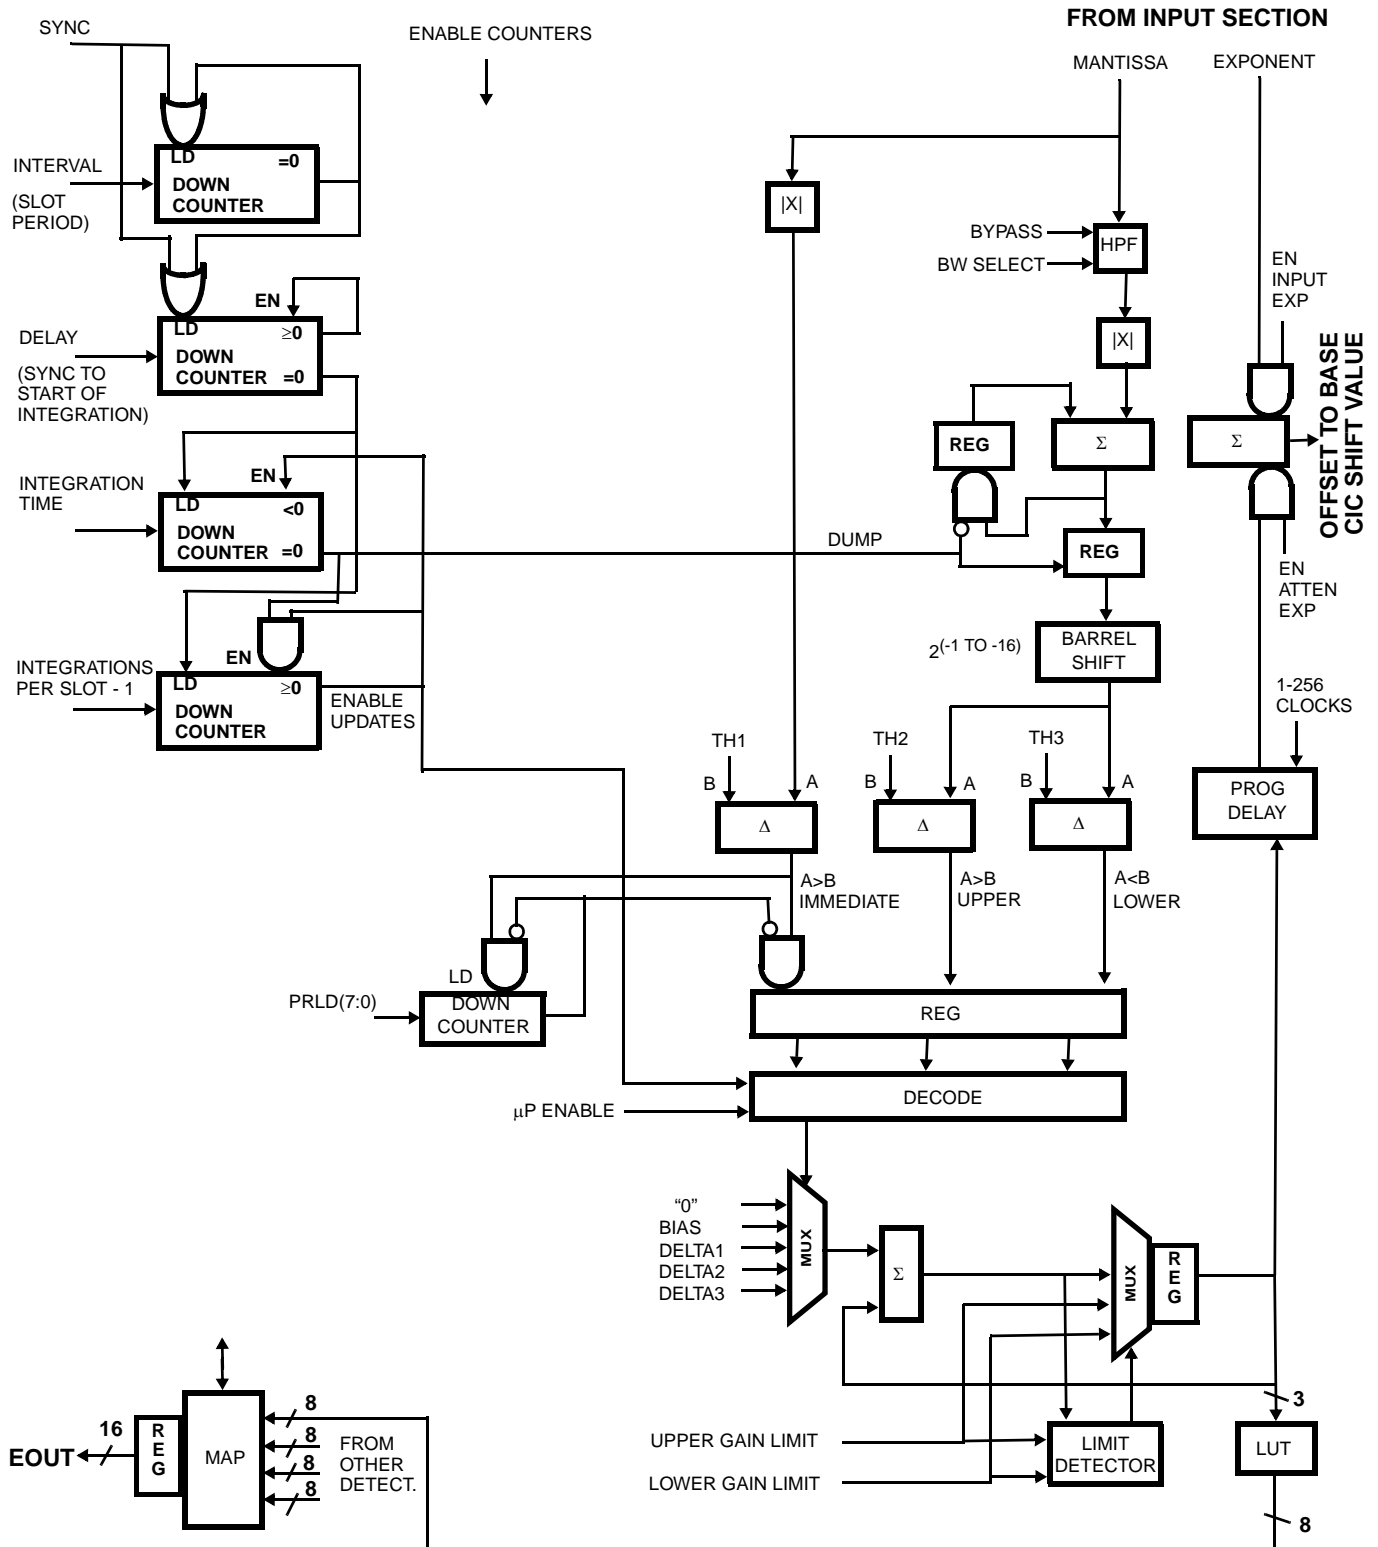 FROM INPUT SECTION
SYNC
ENABLE COUNTERS
MANTISSA
EXPONENT
LD
=0
INTERVAL
DOWN
COUNTER
(SLOT
PERIOD)
|X|
BYPASS
HPF
BW SELECT
EN
INPUT
EXP
EN
LD
≥0
DELAY
DOWN
COUNTER =0
(SYNC TO
START OF
INTEGRATION)
|X|
OFFSET TO BASE
CIC SHIFT VALUE
REG
Σ
Σ
EN
INTEGRATION
TIME
LD
<0
DOWN
COUNTER =0
DUMP
REG
EN
ATTEN
EXP
2(-1 TO -16)
BARREL
SHIFT
EN
INTEGRATIONS
PER SLOT - 1
LD
≥0
DOWN
COUNTER
ENABLE
UPDATES
1-256
CLOCKS
TH1
TH2
TH3
B
A
B
A
B
A
PROG
DELAY
Δ
Δ
Δ
A>B
IMMEDIATE
A>B
UPPER
A<B
LOWER
LD
PRLD(7:0)
DOWN
COUNTER
REG
DECODE
μP ENABLE
“0”
BIAS
DELTA1
DELTA2
DELTA3
MUX
Σ
MUX
REG
3
8
16
REG
MAP
EOUT
8
8
8
FROM
OTHER
DETECT.
UPPER GAIN LIMIT
LOWER GAIN LIMIT
LIMIT
DETECTOR
LUT
8